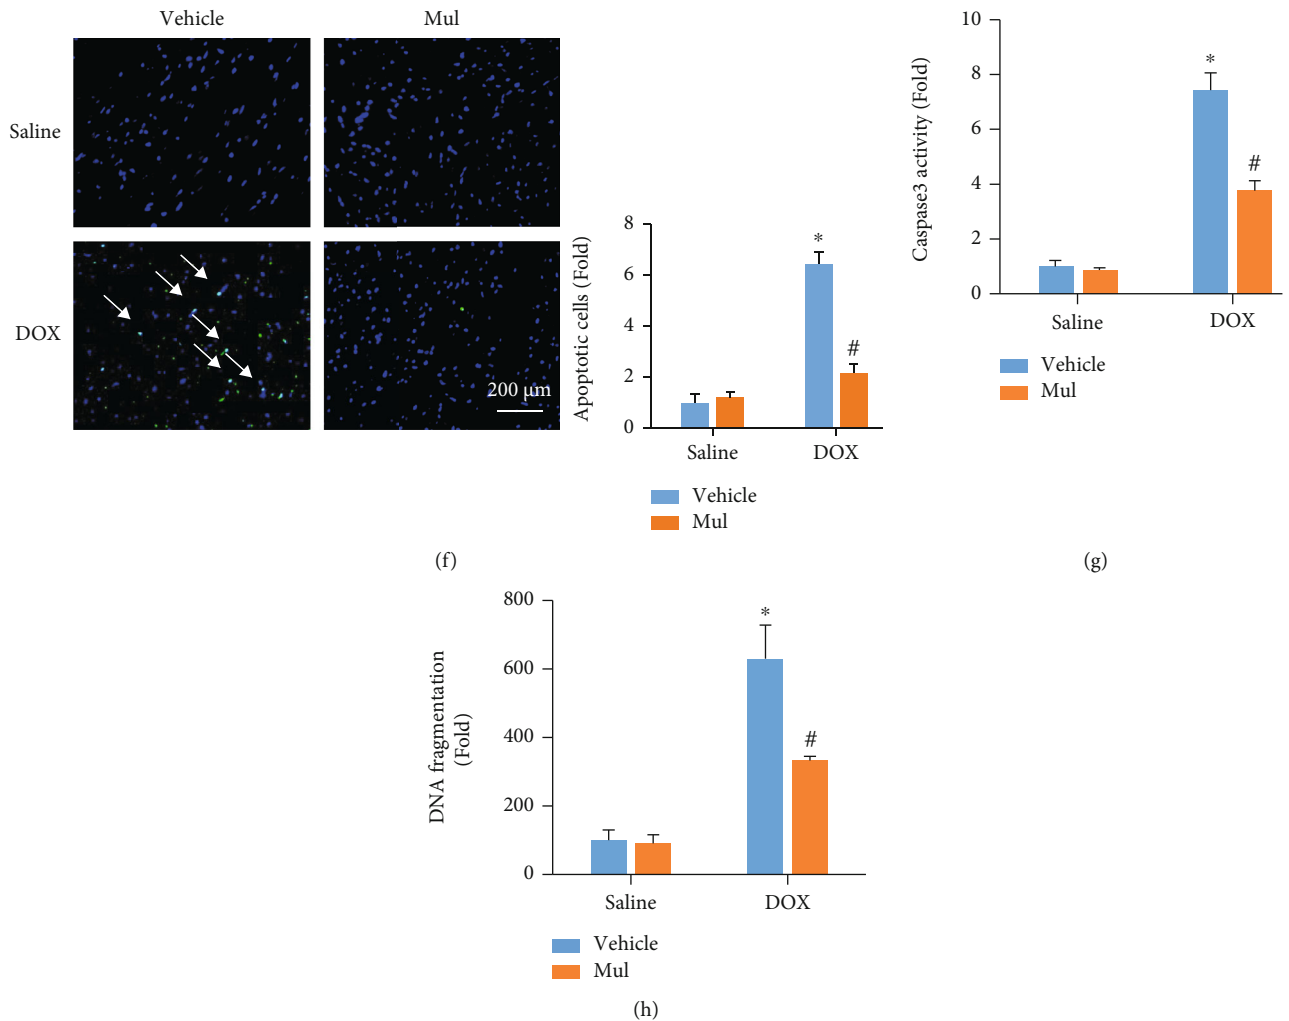 Vehicle
Mul
Saline
DOX
200 µm
Apoptotic cells (Fold)
8
6
4
2
0
*
#
Saline
DOX
Vehicle
Mul
(f)
Caspase3 activity (Fold)
10
8
6
4
2
0
*
#
Saline
DOX
Vehicle
Mul
(g)
DNA fragmentation
(Fold)
800
600
400
200
0
*
#
Saline
DOX
Vehicle
Mul
(h)